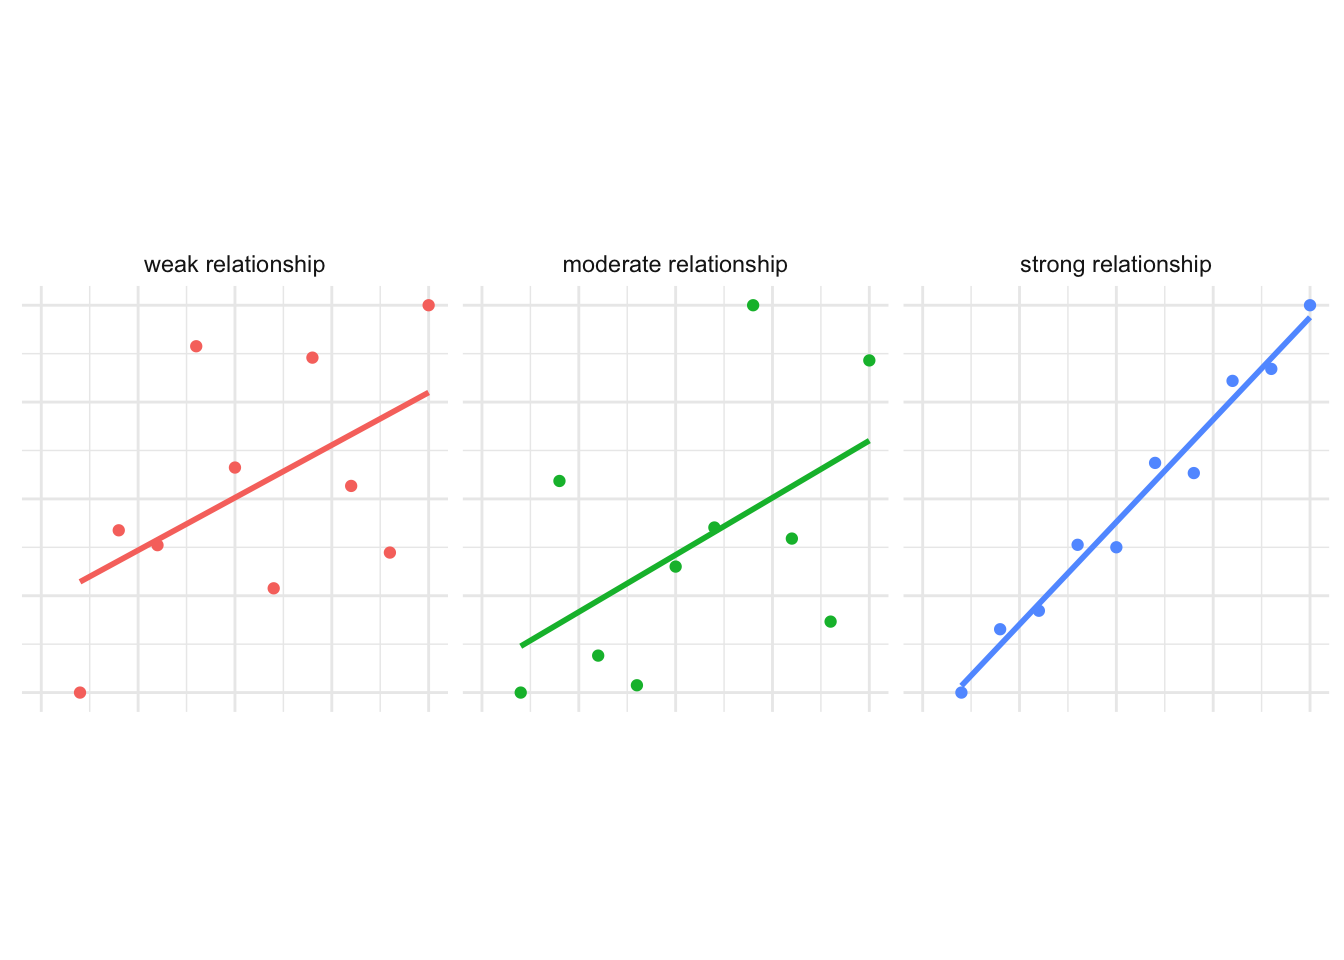 weak relationship
moderate relationship
strong relationship